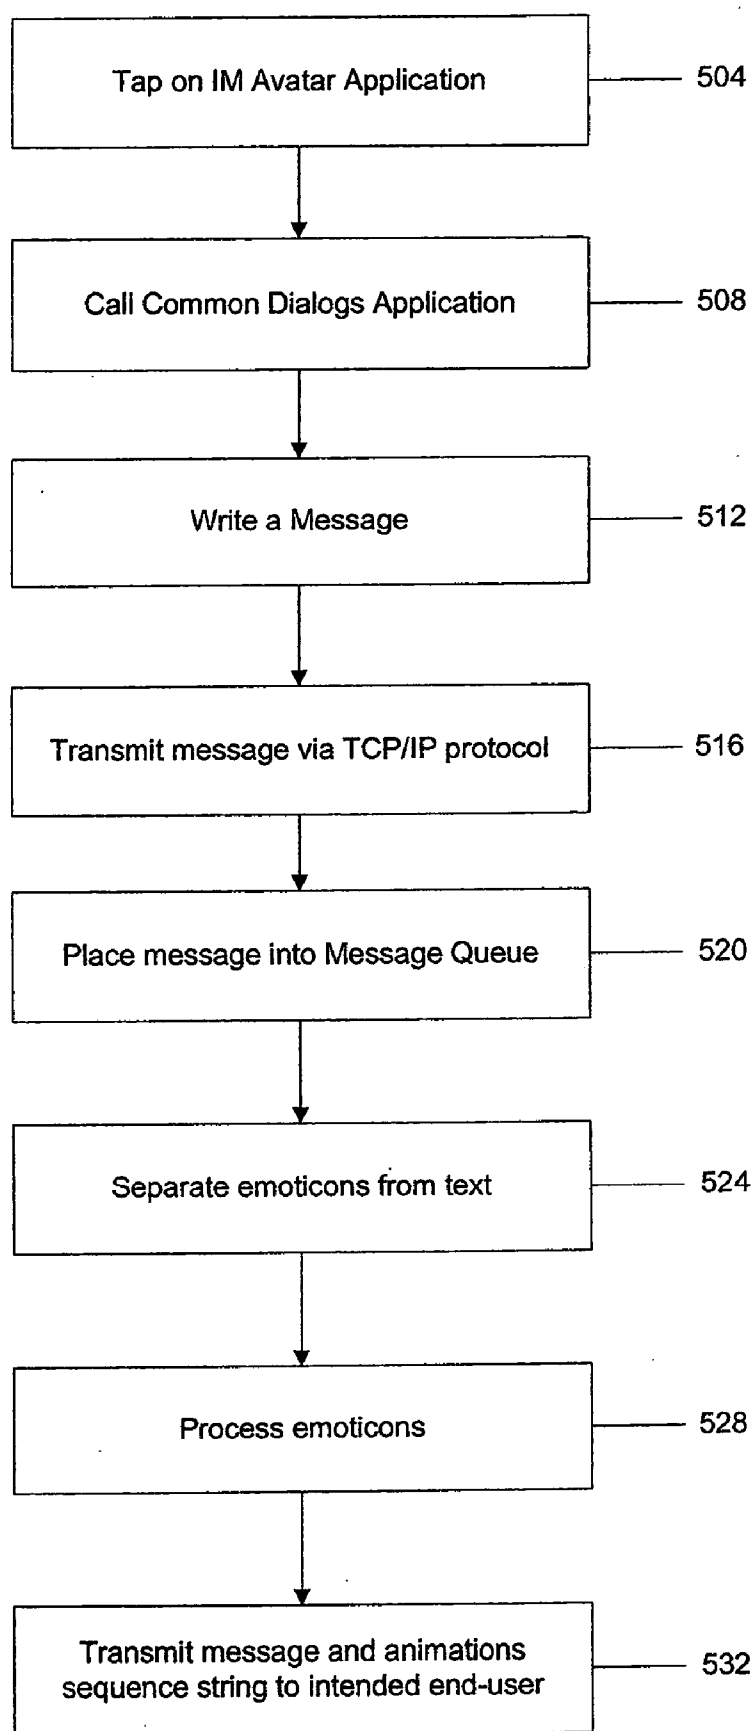 Tap on IM Avatar Application
504
Call Common Dialogs Application
508
Write a Message
512
Transmit message via TCP/IP protocol
516
Place message into Message Queue
520
Separate emoticons from text
524
Process emoticons
528
Transmit message and animations
sequence string to intended end-user
532